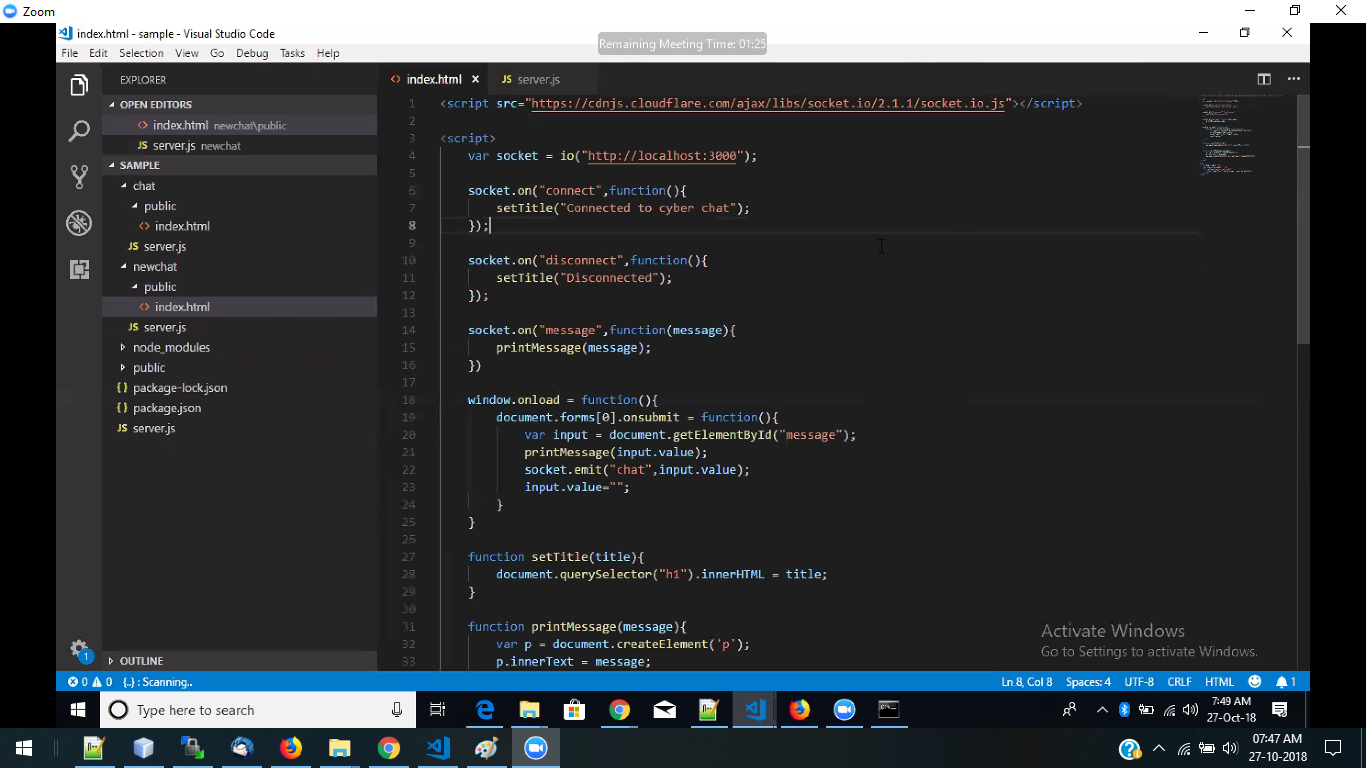 Zoom
index.html - sample - Visual Studio Code
Remaining Meeting Time: 01:25
File Edit Selection View Go Debug Tasks Help
EXPLORER
OPEN EDITORS
index.html newchat\public
server.js newchat
SAMPLE
chat
public
index.html
JS server.js
newchat
public
index.html
JS server.js
node_modules
public
{} package-lock.json
{} package.json
JS server.js
OUTLINE
1
<> index.html × JS server.js
1 <script src="https://cdnjs.cloudflare.com/ajax/libs/socket.io/2.1.1/socket.io.js"></script>
2
3 <script>
4 var socket = io("http://localhost:3000");
5
6 socket.on("connect",function(){
7 setTitle("Connected to cyber chat");
8 });
9
10 socket.on("disconnect",function(){
11 setTitle("Disconnected");
12 });
13
14 socket.on("message",function(message){
15 printMessage(message);
16 })
17
18 window.onload = function(){
19 document.forms[0].onsubmit = function(){
20 var input = document.getElementById("message");
21 printMessage(input.value);
22 socket.emit("chat",input.value);
23 input.value="";
24 }
25 }
26
27 function setTitle(title){
28 document.querySelector("h1").innerHTML = title;
29 }
30
31 function printMessage(message){
32 var p = document.createElement('p');
33 p.innerText = message;
Activate Windows
Go to Settings to activate Windows.
0 0 {..} : Scanning.. Ln 8, Col 8 Spaces: 4 UTF-8 CRLF HTML 1
Type here to search
7:49 AM
27-Oct-18
07:47 AM
27-10-2018